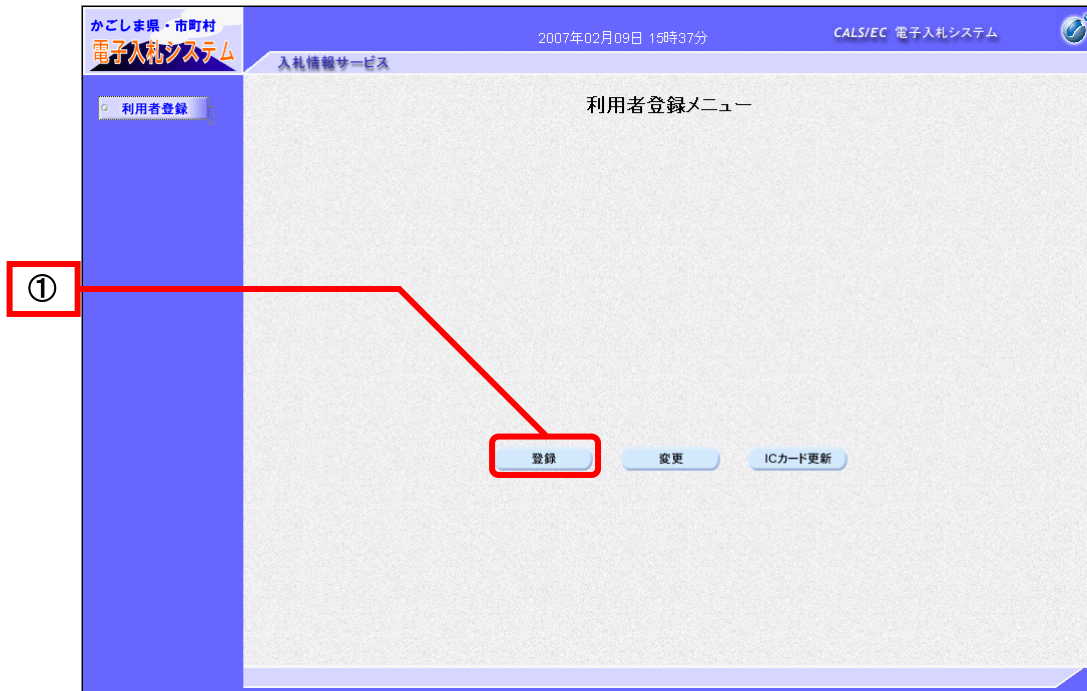 かごしま県・市町村
電子入札システム
2007年02月09日 15時37分
CALS/EC 電子入札システム
入札情報サービス
利用者登録
利用者登録メニュー
①
登録
変更
ICカード更新